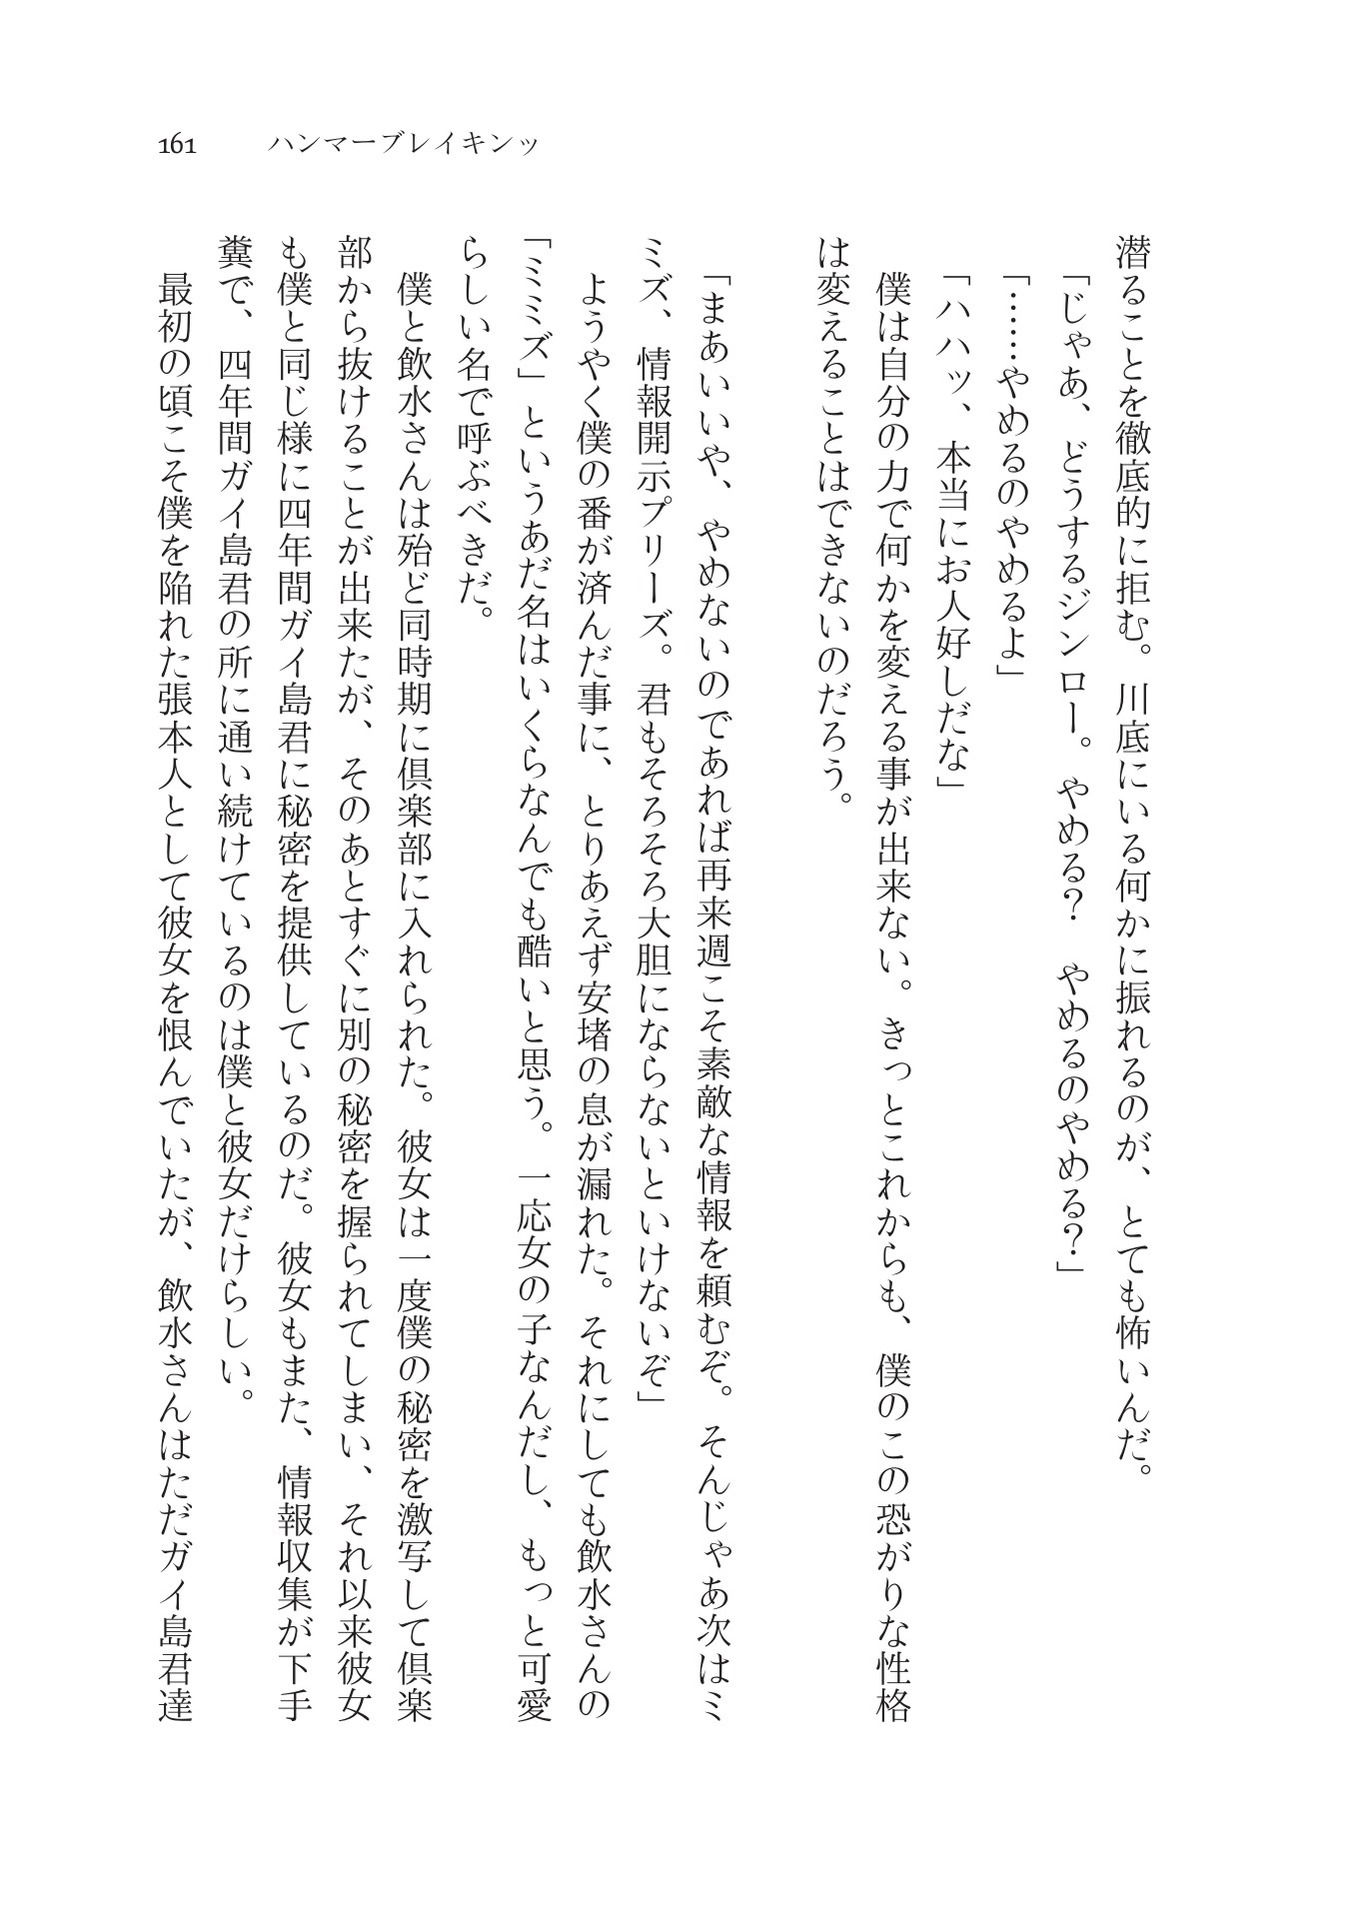 161 ハンマーブレイキンッ
潜ることを徹底的に拒む。川底にいる何かに振れるのが、とても怖いんだ。
「じゃあ、どうするジンロー。やめる？　やめるのやめる？」
「……やめるのやめるよ」
「ハハッ、本当にお人好しだな」
僕は自分の力で何かを変える事が出来ない。きっとこれからも、僕のこの恐がりな性格
は変えることはできないのだろう。
「まあいいや、やめないのであれば再来週こそ素敵な情報を頼むぞ。そんじゃあ次はミ
ミズ、情報開示プリーズ。君もそろそろ大胆にならないといけないぞ」
ようやく僕の番が済んだ事に、とりあえず安堵の息が漏れた。それにしても飲水さんの
「ミミズ」というあだ名はいくらなんでも酷いと思う。一応女の子なんだし、もっと可愛
らしい名で呼ぶべきだ。
僕と飲水さんは殆ど同時期に倶楽部に入れられた。彼女は一度僕の秘密を激写して倶楽
部から抜けることが出来たが、そのあとすぐに別の秘密を握られてしまい、それ以来彼女
も僕と同じ様に四年間ガイ島君に秘密を提供しているのだ。彼女もまた、情報収集が下手
糞で、四年間ガイ島君の所に通い続けているのは僕と彼女だけらしい。
最初の頃こそ僕を陥れた張本人として彼女を恨んでいたが、飲水さんはただガイ島君達